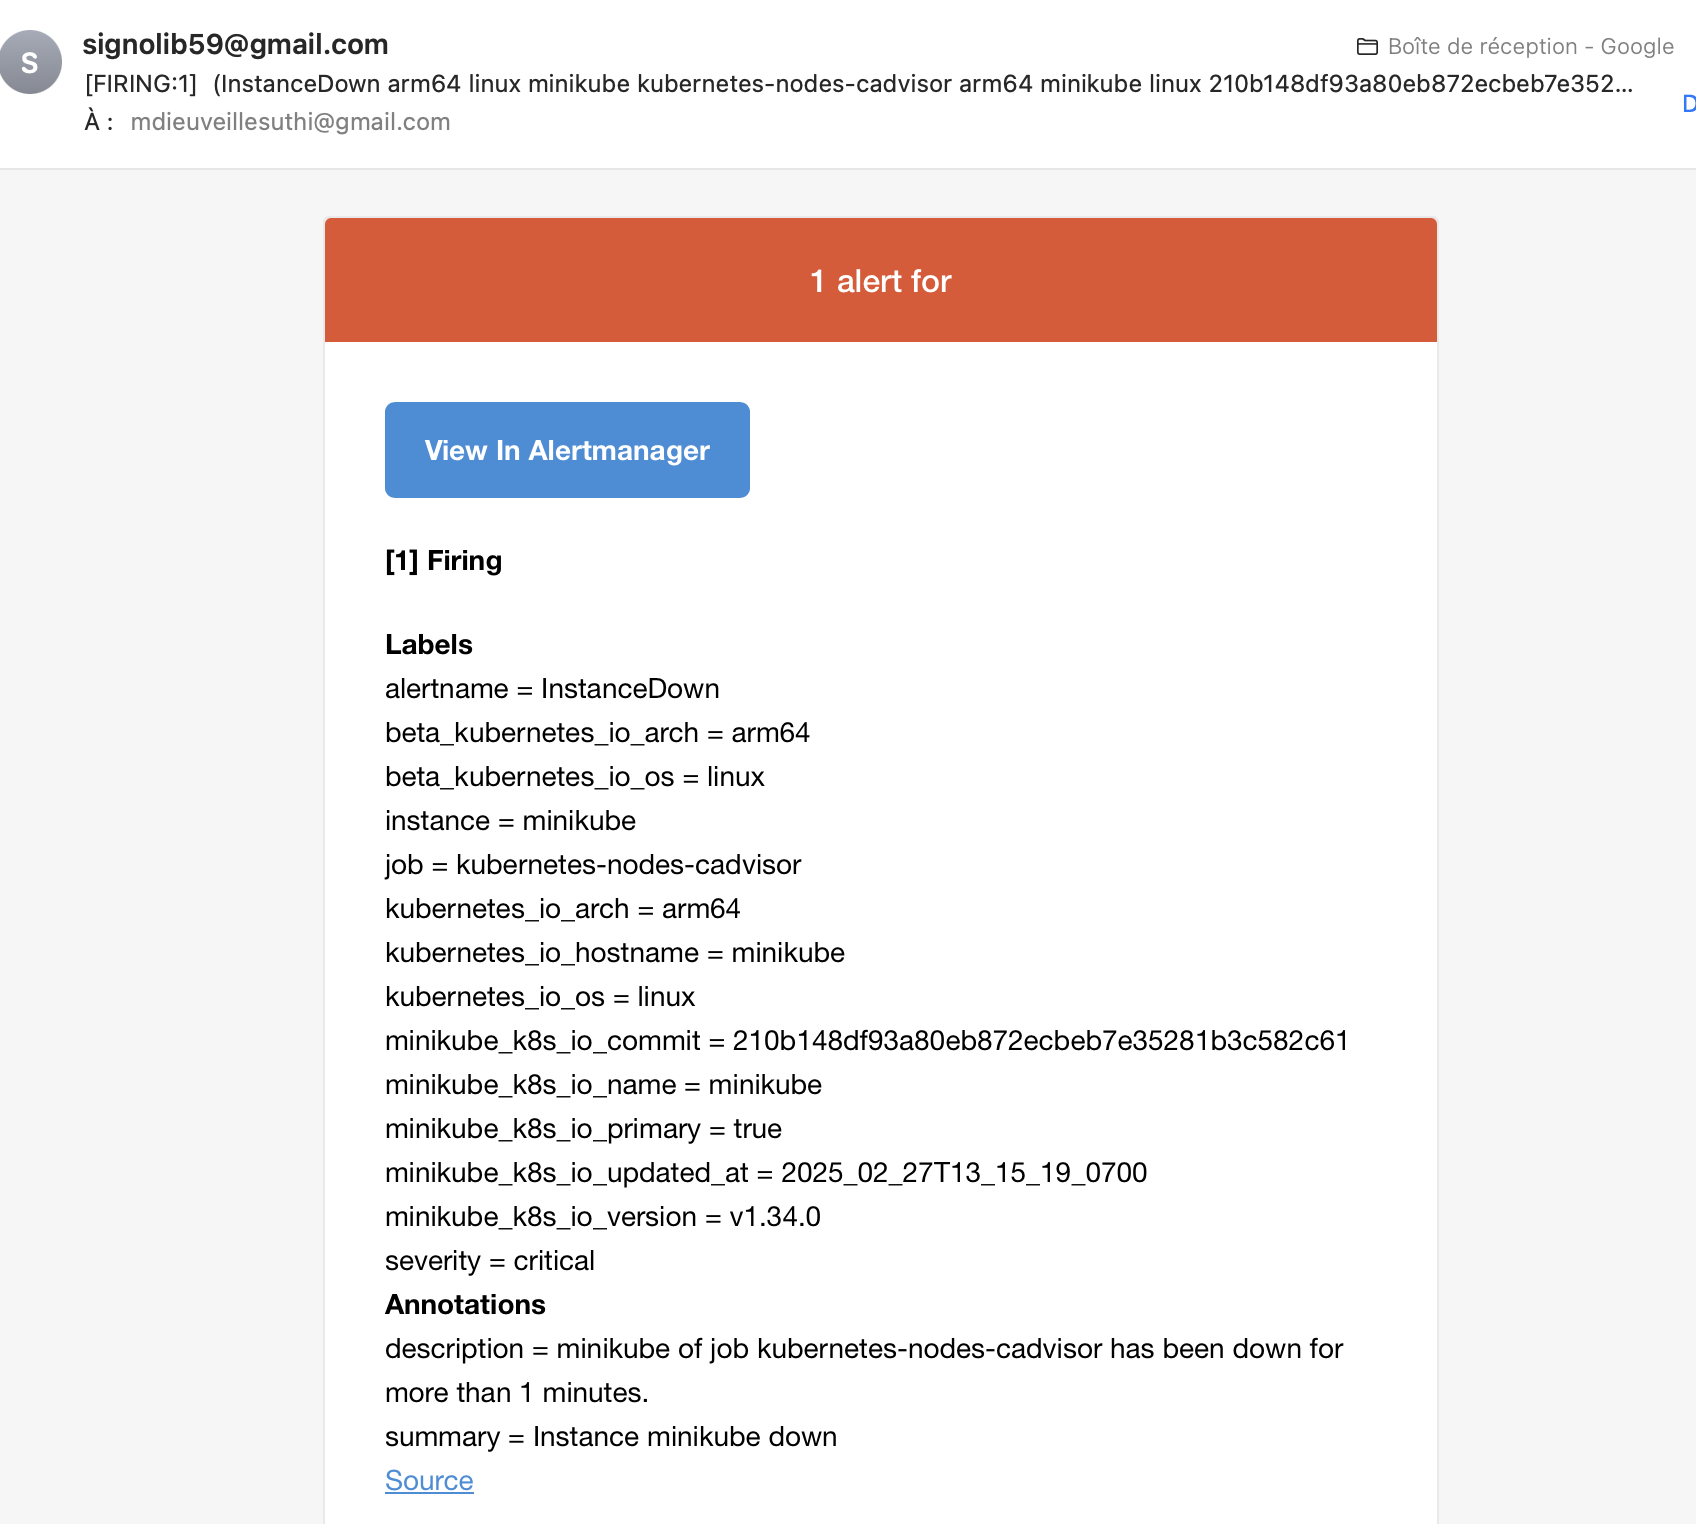 S
signolib59@gmail.com
Boîte de réception - Google
[FIRING:1] (InstanceDown arm64 linux minikube kubernetes-nodes-cadvisor arm64 minikube linux 210b148df93a80eb872ecbeb7e352...
D
À : mdieuveillesuthi@gmail.com
1 alert for
View In Alertmanager
[1] Firing
Labels
alertname = InstanceDown
beta_kubernetes_io_arch = arm64
beta_kubernetes_io_os = linux
instance = minikube
job = kubernetes-nodes-cadvisor
kubernetes_io_arch = arm64
kubernetes_io_hostname = minikube
kubernetes_io_os = linux
minikube_k8s_io_commit = 210b148df93a80eb872ecbeb7e35281b3c582c61
minikube_k8s_io_name = minikube
minikube_k8s_io_primary = true
minikube_k8s_io_updated_at = 2025_02_27T13_15_19_0700
minikube_k8s_io_version = v1.34.0
severity = critical
Annotations
description = minikube of job kubernetes-nodes-cadvisor has been down for
more than 1 minutes.
summary = Instance minikube down
Source